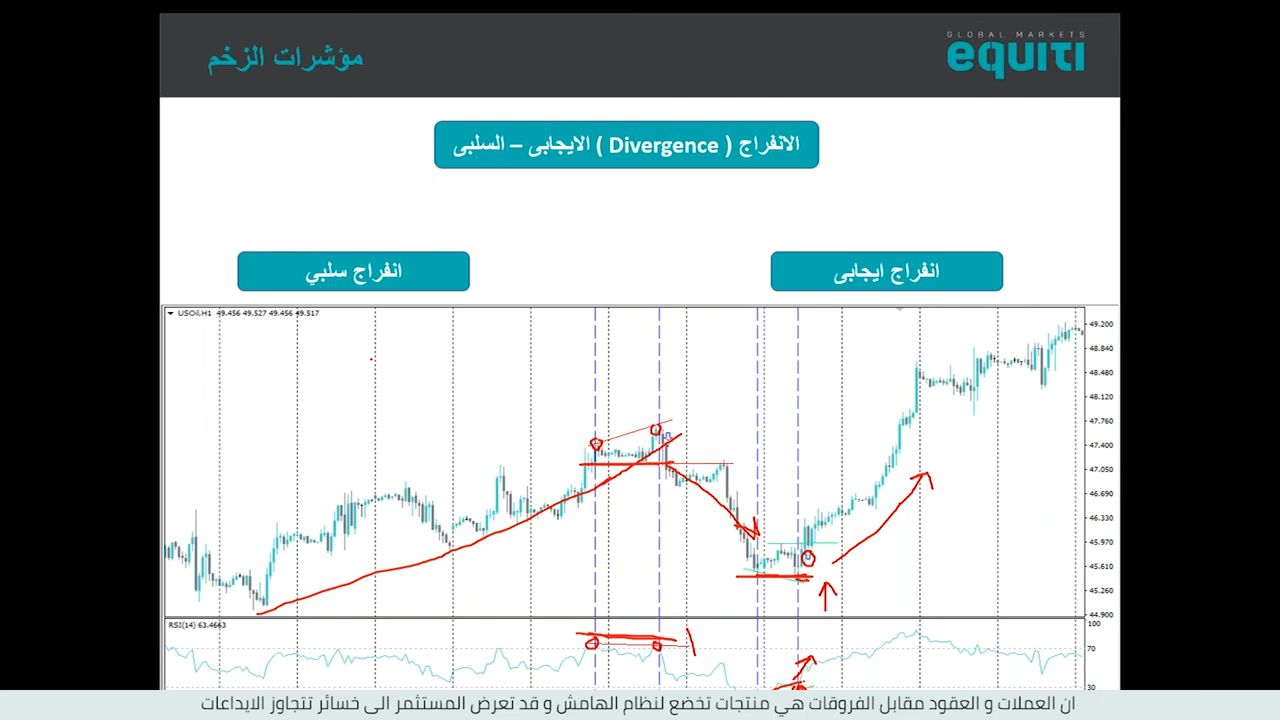 GLOBAL MARKETS
equiti
مؤشرات الزخم
الانفراج ( Divergence ) الايجابى – السلبى
انفراج ايجابى
انفراج سلبي
USOil,H1 49.456 49.527 49.456 49.517
49.200
48.840
48.480
48.120
47.760
47.400
47.050
46.690
46.330
45.970
45.610
45.260
44.900
RSI(14) 63.4663
100
70
30
ان العملات و العقود مقابل الفروقات هي منتجات تخضع لنظام الهامش و قد تعرض المستثمر الى خسائر تتجاوز الايداعات